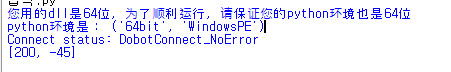 您用的dll是64位，为了顺利运行，请保证您的python环境也是64位
python环境是：('64bit', 'WindowsPE')
Connect status: DobotConnect_NoError
[200, -45]